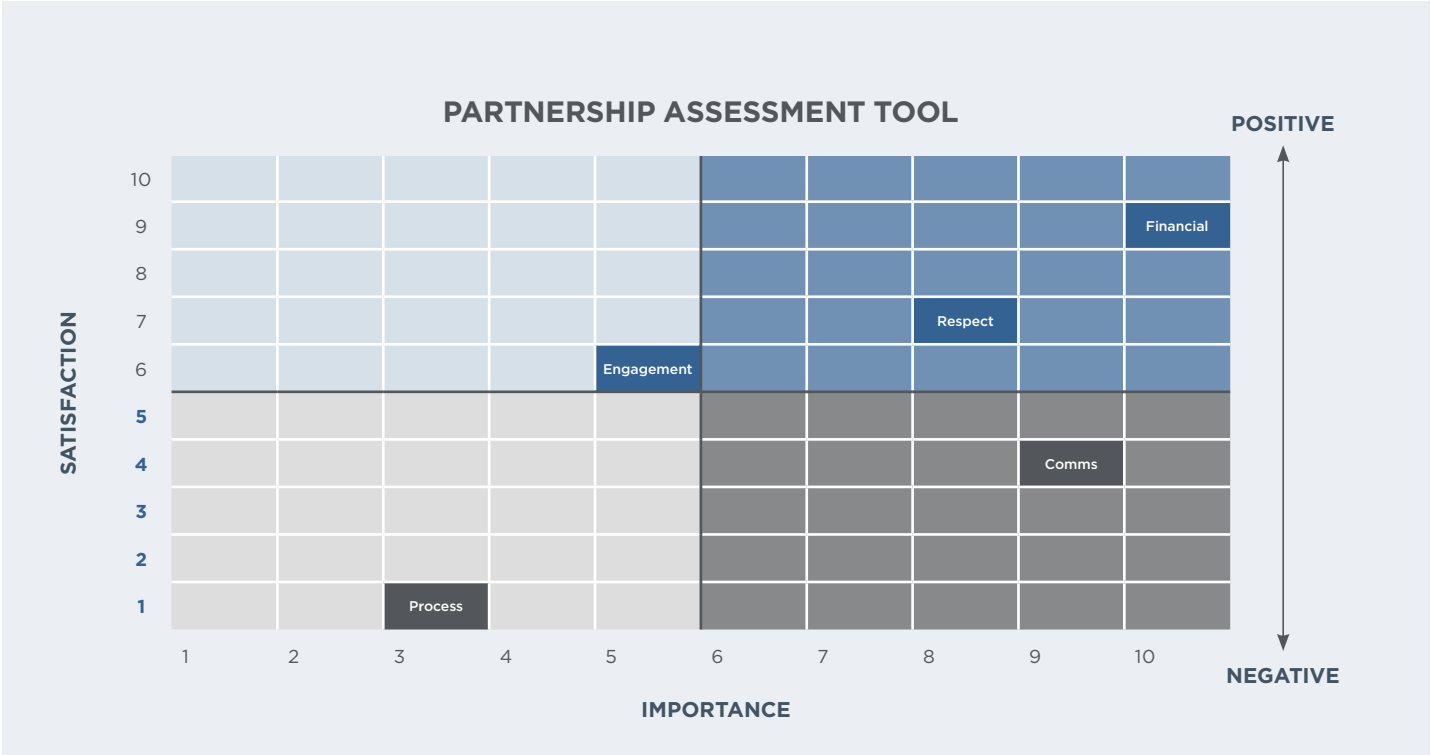 PARTNERSHIP ASSESSMENT TOOL
POSITIVE
10
9
Financial
8
7
Respect
SATISFACTION
6
Engagement
5
4
Comms
3
2
1
Process
1 2 3 4 5 6 7 8 9 10
NEGATIVE
IMPORTANCE